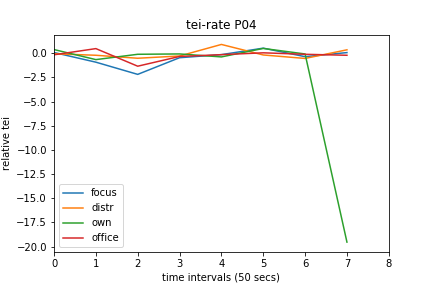 tei-rate P04
relative tei
0.0
−2.5
−5.0
−7.5
−10.0
−12.5
−15.0
−17.5
−20.0
focus
distr
own
office
0 1 2 3 4 5 6 7 8
time intervals (50 secs)